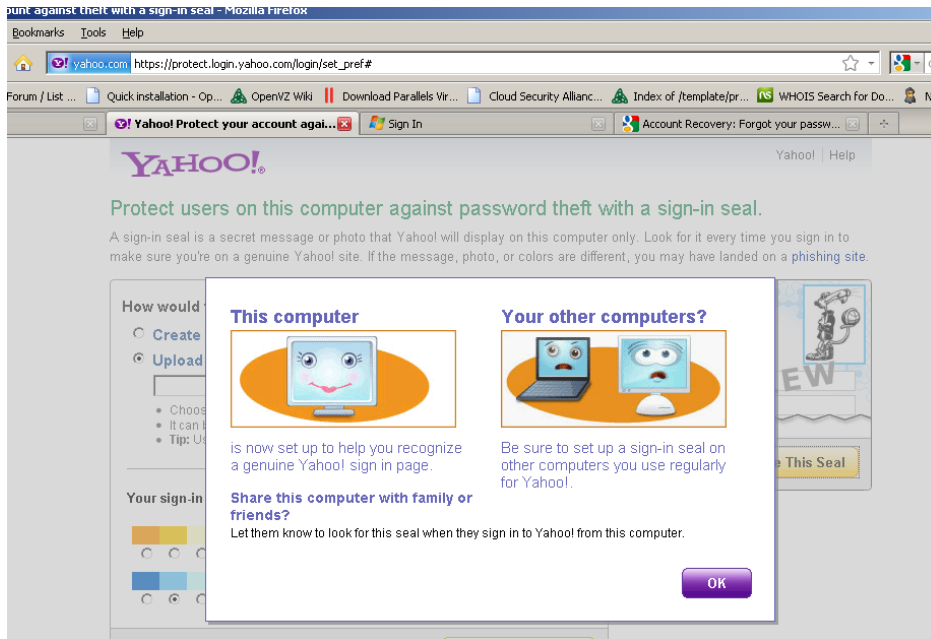 ount against theft with a sign-in seal - Mozilla Firefox
Bookmarks Tools Help
Y! yahoo.com https://protect.login.yahoo.com/login/set_pref#
Forum / List ... Quick installation - Op... OpenVZ Wiki Download Parallels Vir... Cloud Security Allianc... Index of /template/pr... WHOIS Search for Do... N
Y! Yahoo! Protect your account agai... Sign In Account Recovery: Forgot your passw...
YAHOO!® Yahoo! | Help
Protect users on this computer against password theft with a sign-in seal.
A sign-in seal is a secret message or photo that Yahoo! will display on this computer only. Look for it every time you sign in to
make sure you're on a genuine Yahoo! site. If the message, photo, or colors are different, you may have landed on a phishing site.
How would
Create
Upload
• Choos
• It can
• Tip: Us
Your sign-in
EW
This Seal
This computer
is now set up to help you recognize
a genuine Yahoo! sign in page.
Your other computers?
Be sure to set up a sign-in seal on
other computers you use regularly
for Yahoo!.
Share this computer with family or
friends?
Let them know to look for this seal when they sign in to Yahoo! from this computer.
OK